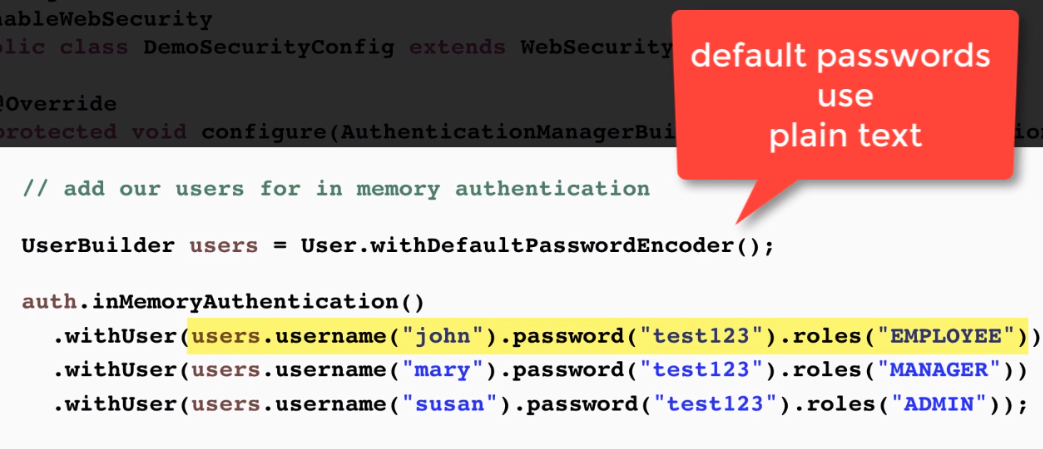 ableWebSecurity
lic class DemoSecurityConfig extends WebSecurity
@Override
protected void configure(AuthenticationManagerBui
default passwords
use
plain text
// add our users for in memory authentication
UserBuilder users = User.withDefaultPasswordEncoder();
auth.inMemoryAuthentication()
.withUser(users.username("john").password("test123").roles("EMPLOYEE"))
.withUser(users.username("mary").password("test123").roles("MANAGER"))
.withUser(users.username("susan").password("test123").roles("ADMIN"));